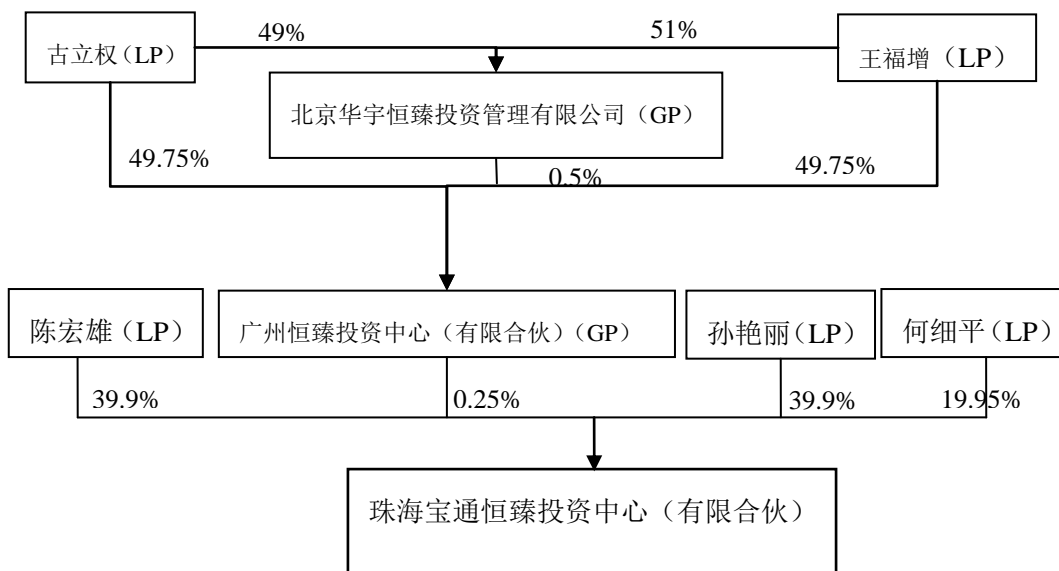 49%
51%
古立权（LP）
王福增（LP）
北京华宇恒臻投资管理有限公司（GP）
49.75%
0.5%
49.75%
陈宏雄（LP）
广州恒臻投资中心（有限合伙）（GP）
孙艳丽（LP）
何细平（LP）
39.9%
0.25%
39.9%
19.95%
珠海宝通恒臻投资中心（有限合伙）